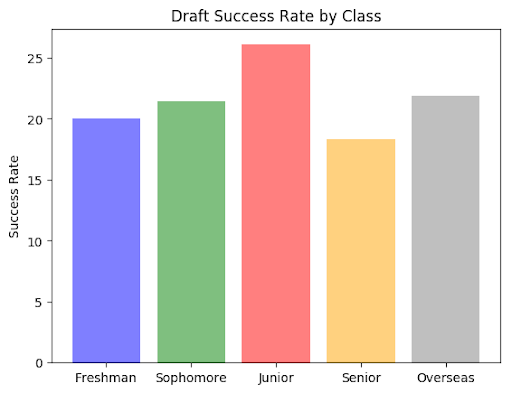 Draft Success Rate by Class
Success Rate
25
20
15
10
5
0
Freshman Sophomore Junior Senior Overseas